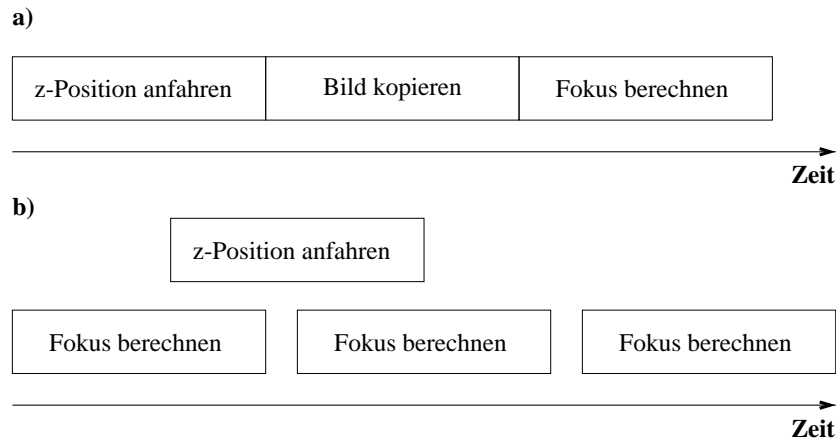 a)
z-Position anfahren Bild kopieren Fokus berechnen
Zeit
b)
z-Position anfahren
Fokus berechnen Fokus berechnen Fokus berechnen
Zeit